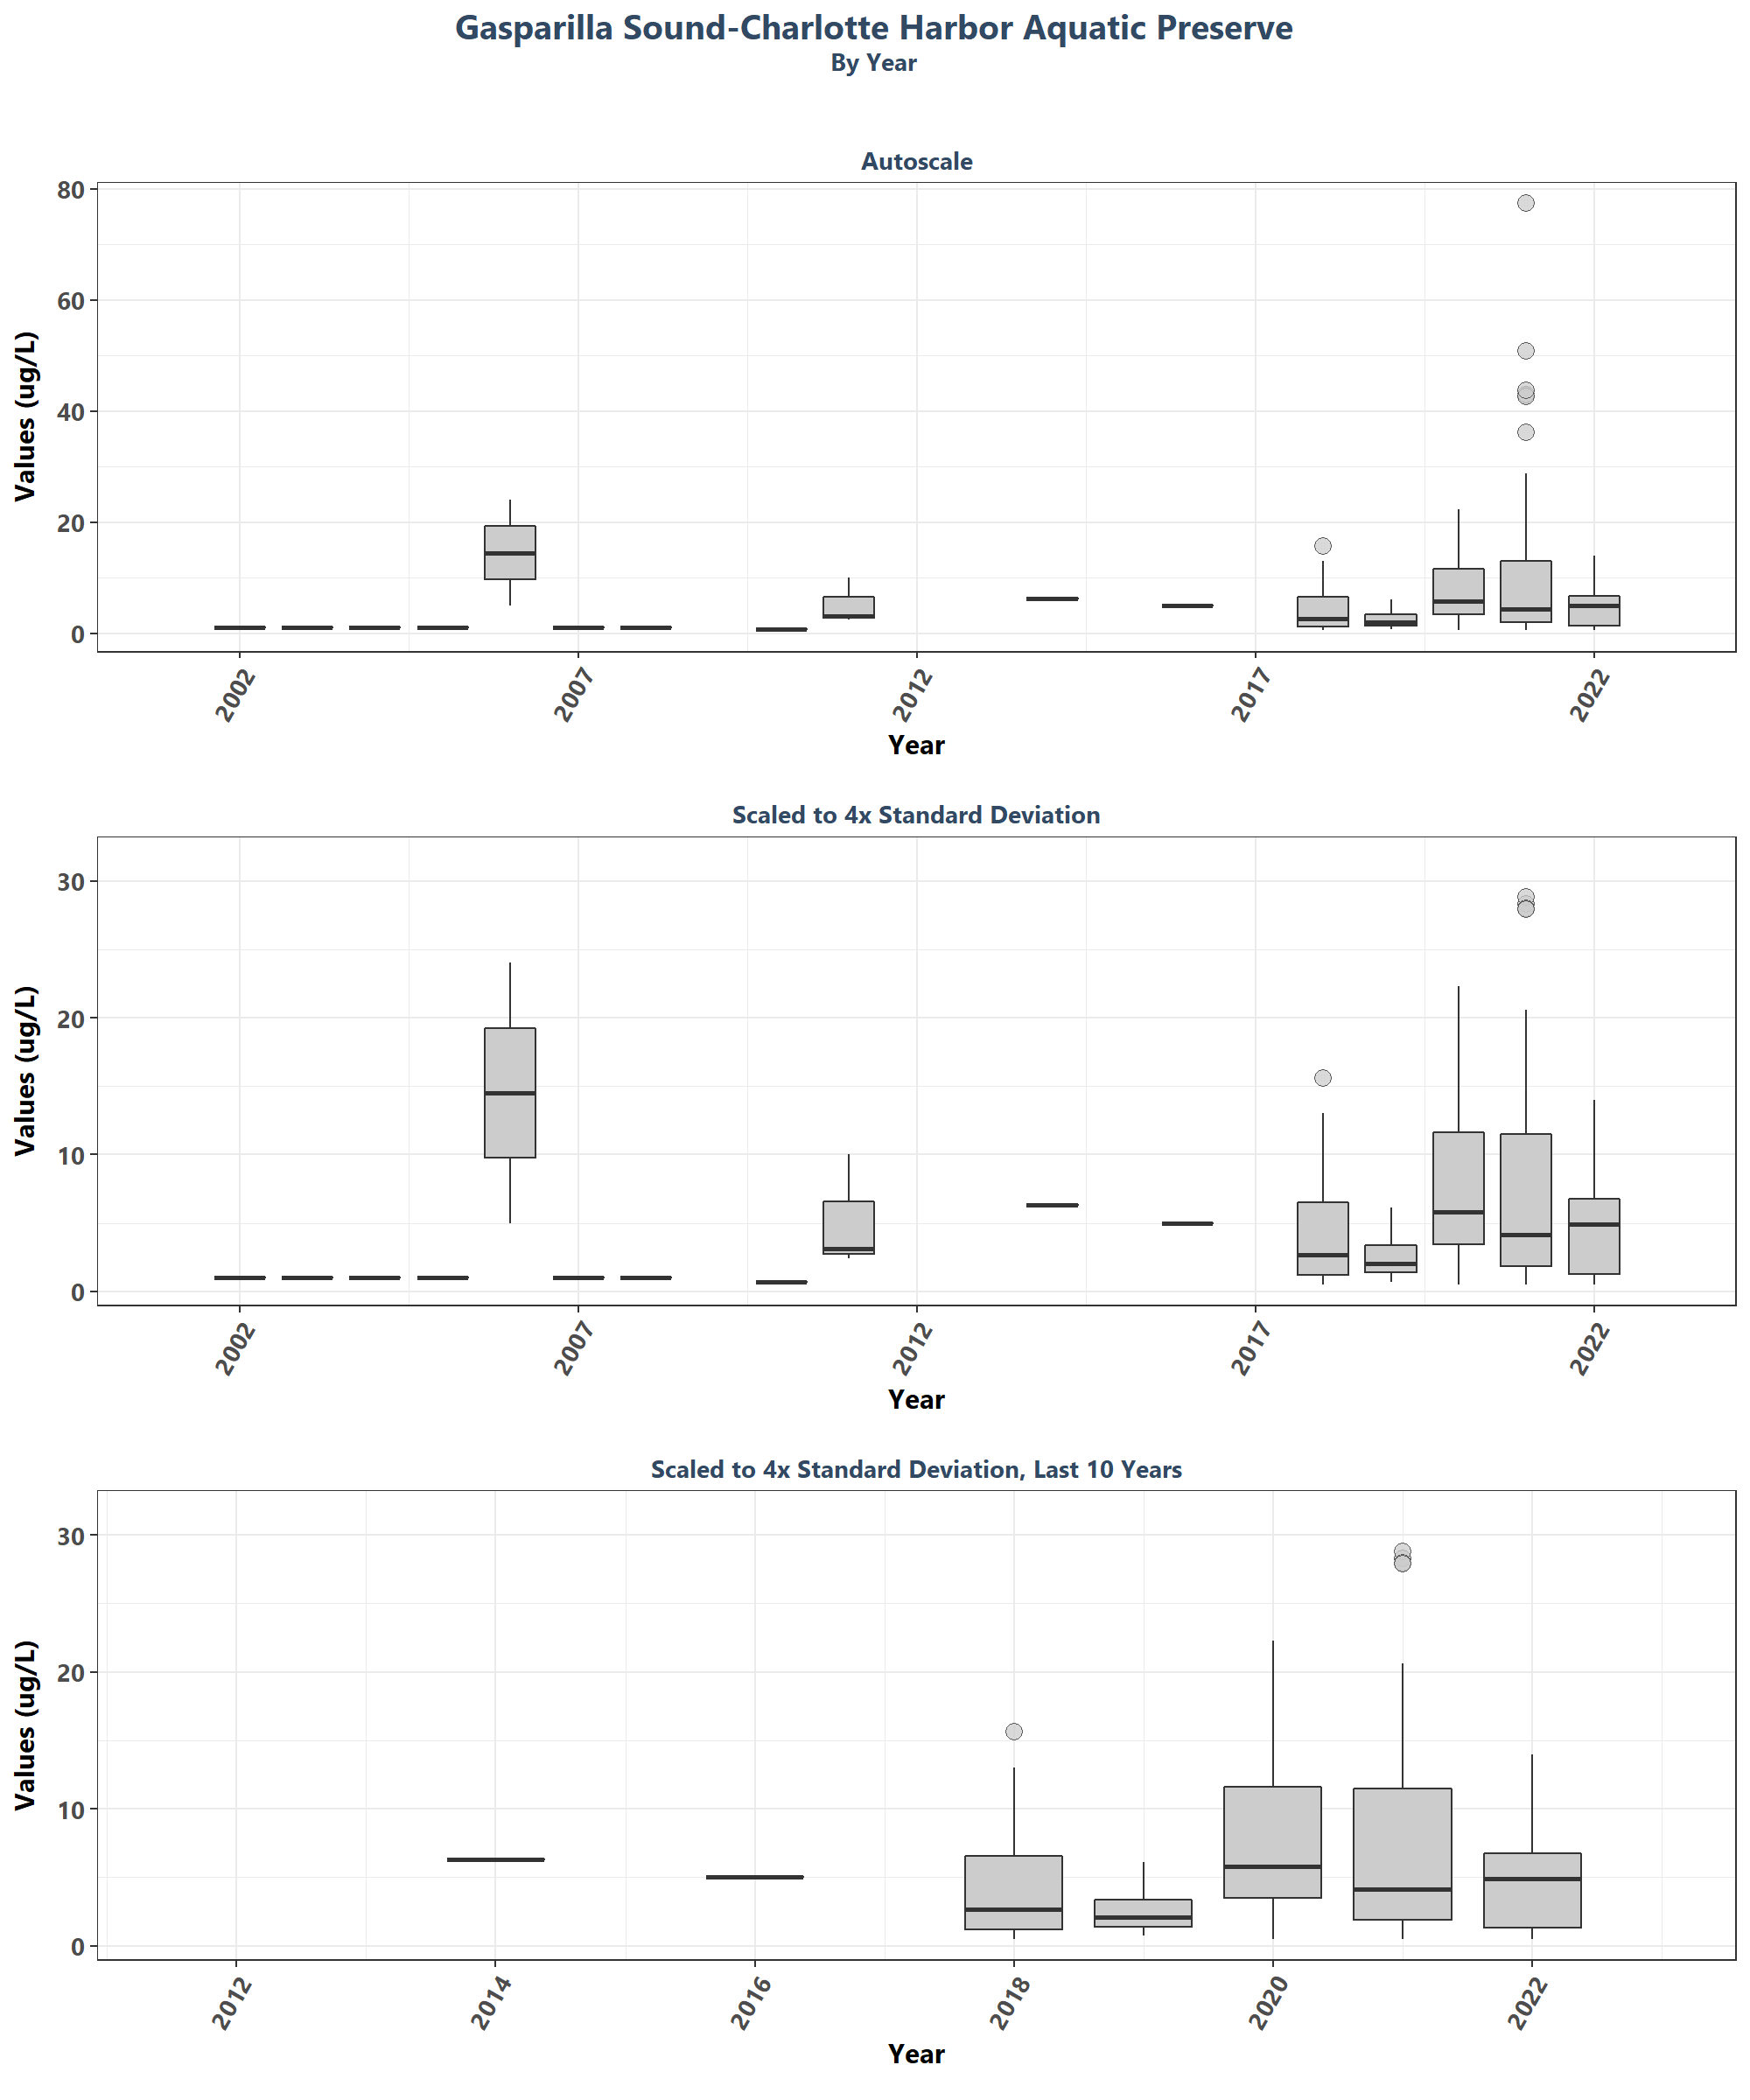 Gasparilla Sound-Charlotte Harbor Aquatic Preserve
By Year
Autoscale
80
60
40
20
0
Values (ug/L)
2002 2007 2012 2017 2022
Year
Scaled to 4x Standard Deviation
30
20
10
0
Values (ug/L)
2002 2007 2012 2017 2022
Year
Scaled to 4x Standard Deviation, Last 10 Years
30
20
10
0
Values (ug/L)
2012 2014 2016 2018 2020 2022
Year